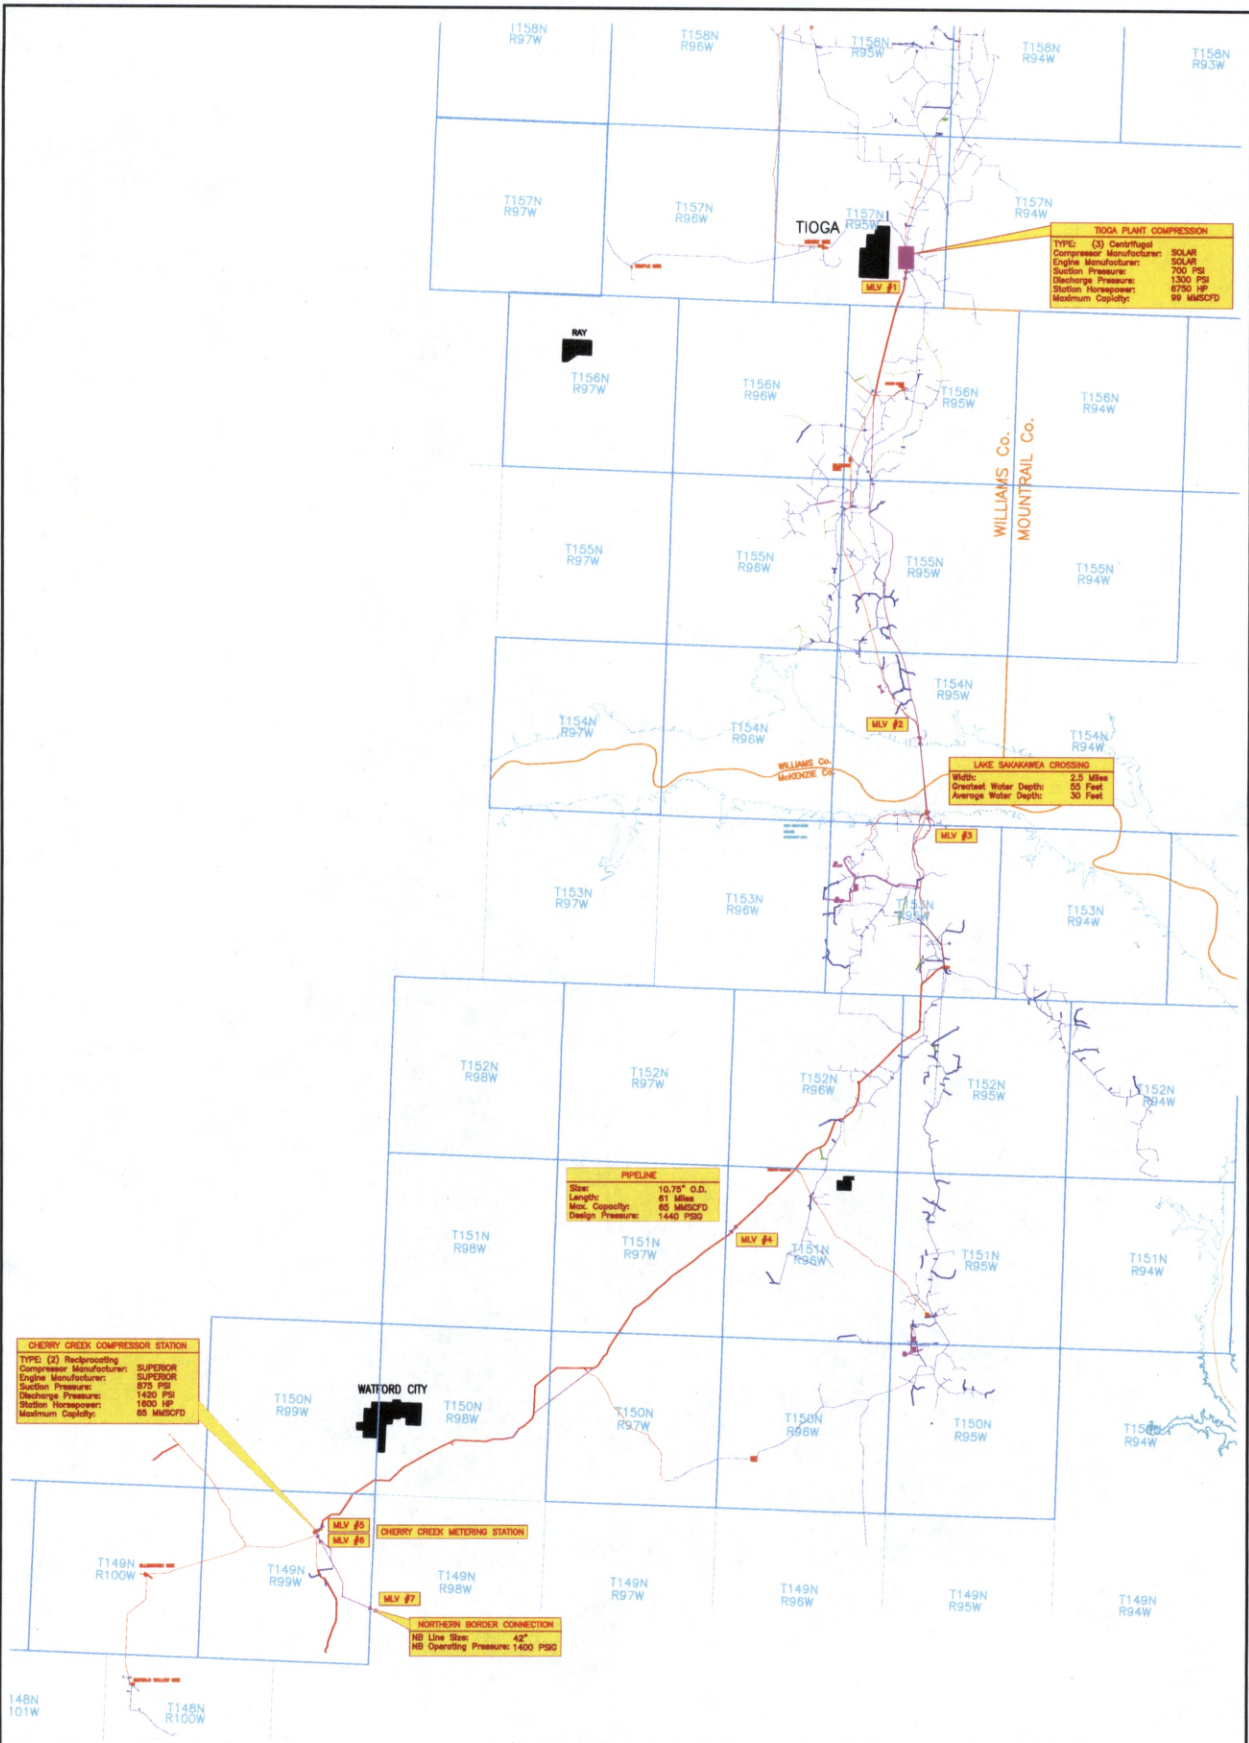 T158N
R97W
T158N
R96W
T158N
R95W
T158N
R94W
T158N
R93W
T157N
R97W
T157N
R96W
T157N
R95W
T157N
R94W
TIOGA
MLV #1
TIOGA PLANT COMPRESSION
TYPE: (3) Centrifugal
Compressor Manufacturer: SOLAR
Engine Manufacturer: SOLAR
Suction Pressure: 700 PSI
Discharge Pressure: 1300 PSI
Station Horsepower: 6750 HP
Maximum Capicity: 99 MMSCFD
RAY
T156N
R97W
T156N
R96W
T156N
R95W
T156N
R94W
WILLIAMS Co.
MOUNTRAIL Co.
T155N
R97W
T155N
R96W
T155N
R95W
T155N
R94W
T154N
R97W
T154N
R96W
T154N
R95W
T154N
R94W
MLV #2
WILLIAMS Co.
McKENZIE Co.
LAKE SAKAKAWEA CROSSING
Width: 2.5 Miles
Greatest Water Depth: 55 Feet
Average Water Depth: 30 Feet
MLV #3
T153N
R97W
T153N
R96W
T153N
R95W
T153N
R94W
T152N
R98W
T152N
R97W
T152N
R96W
T152N
R95W
T152N
R94W
PIPELINE
Size: 10.75" O.D.
Length: 61 Miles
Max. Capacity: 65 MMSCFD
Design Pressure: 1440 PSIG
MLV #4
T151N
R98W
T151N
R97W
T151N
R96W
T151N
R95W
T151N
R94W
CHERRY CREEK COMPRESSOR STATION
TYPE: (2) Reciprocating
Compressor Manufacturer: SUPERIOR
Engine Manufacturer: SUPERIOR
Suction Pressure: 875 PSI
Discharge Pressure: 1420 PSI
Station Horsepower: 1600 HP
Maximum Capicity: 65 MMSCFD
WATFORD CITY
T150N
R99W
T150N
R98W
T150N
R97W
T150N
R96W
T150N
R95W
R94W
MLV #5
MLV #6
CHERRY CREEK METERING STATION
T149N
R100W
T149N
R99W
T149N
R98W
T149N
R97W
T149N
R96W
T149N
R95W
T149N
R94W
MLV #7
NORTHERN BORDER CONNECTION
NB Line Size: 42"
NB Operating Pressure: 1400 PSIG
148N
101W
T148N
R100W